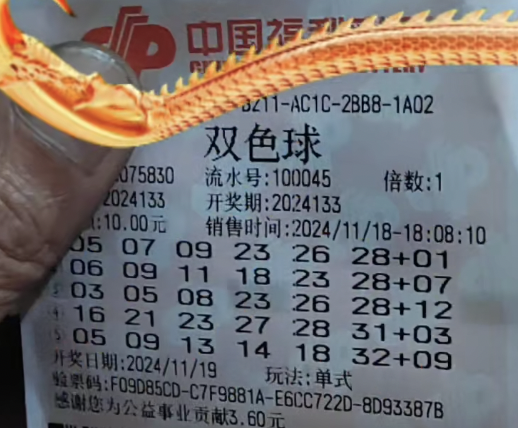 中国福利
B211-AC1C-2BB8-1A02
双色球
075830 流水号:100045 倍数:1
2024133 开奖期:2024133
:10.00元 销售时间:2024/11/18-18:08:10
05 07 09 23 26 28+01
06 09 11 18 23 28+07
③ 03 05 08 23 26 28+12
④ 16 21 23 27 28 31+03
⑤ 05 09 13 14 18 32+09
开奖日期:2024/11/19 玩法:单式
验票码:F09D85CD-C7F9881A-E6CC722D-8D93387B
感谢您为公益事业贡献3.60元